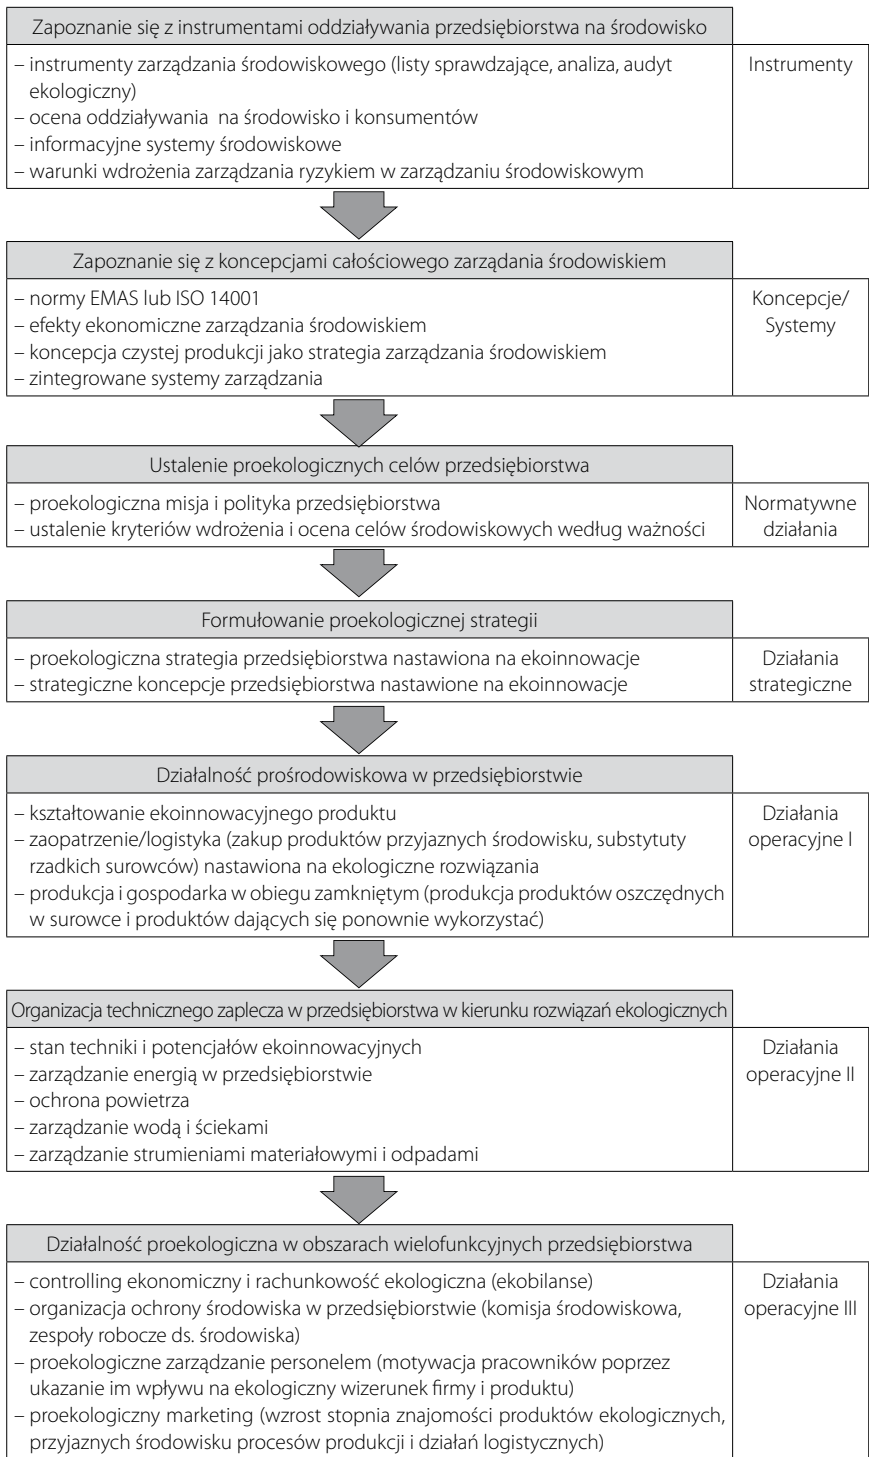 Zapoznanie się z instrumentami oddziaływania przedsiębiorstwa na środowisko
– instrumenty zarządzania środowiskowego (listy sprawdzające, analiza, audyt
ekologiczny)
– ocena oddziaływania na środowisko i konsumentów
– informacyjne systemy środowiskowe
– warunki wdrożenia zarządzania ryzykiem w zarządzaniu środowiskowym
Instrumenty
Zapoznanie się z koncepcjami całościowego zarządania środowiskiem
– normy EMAS lub ISO 14001
– efekty ekonomiczne zarządzania środowiskiem
– koncepcja czystej produkcji jako strategia zarządzania środowiskiem
– zintegrowane systemy zarządzania
Koncepcje/
Systemy
Ustalenie proekologicznych celów przedsiębiorstwa
– proekologiczna misja i polityka przedsiębiorstwa
– ustalenie kryteriów wdrożenia i ocena celów środowiskowych według ważności
Normatywne
działania
Formułowanie proekologicznej strategii
– proekologiczna strategia przedsiębiorstwa nastawiona na ekoinnowacje
– strategiczne koncepcje przedsiębiorstwa nastawione na ekoinnowacje
Działania
strategiczne
Działalność prośrodowiskowa w przedsiębiorstwie
– kształtowanie ekoinnowacyjnego produktu
– zaopatrzenie/logistyka (zakup produktów przyjaznych środowisku, substytuty
rzadkich surowców) nastawiona na ekologiczne rozwiązania
– produkcja i gospodarka w obiegu zamkniętym (produkcja produktów oszczędnych
w surowce i produktów dających się ponownie wykorzystać)
Działania
operacyjne I
Organizacja technicznego zaplecza w przedsiębiorstwa w kierunku rozwiązań ekologicznych
– stan techniki i potencjałów ekoinnowacyjnych
– zarządzanie energią w przedsiębiorstwie
– ochrona powietrza
– zarządzanie wodą i ściekami
– zarządzanie strumieniami materiałowymi i odpadami
Działania
operacyjne II
Działalność proekologiczna w obszarach wielofunkcyjnych przedsiębiorstwa
– controlling ekonomiczny i rachunkowość ekologiczna (ekobilanse)
– organizacja ochrony środowiska w przedsiębiorstwie (komisja środowiskowa,
zespoły robocze ds. środowiska)
– proekologiczne zarządzanie personelem (motywacja pracowników poprzez
ukazanie im wpływu na ekologiczny wizerunek firmy i produktu)
– proekologiczny marketing (wzrost stopnia znajomości produktów ekologicznych,
przyjaznych środowisku procesów produkcji i działań logistycznych)
Działania
operacyjne III